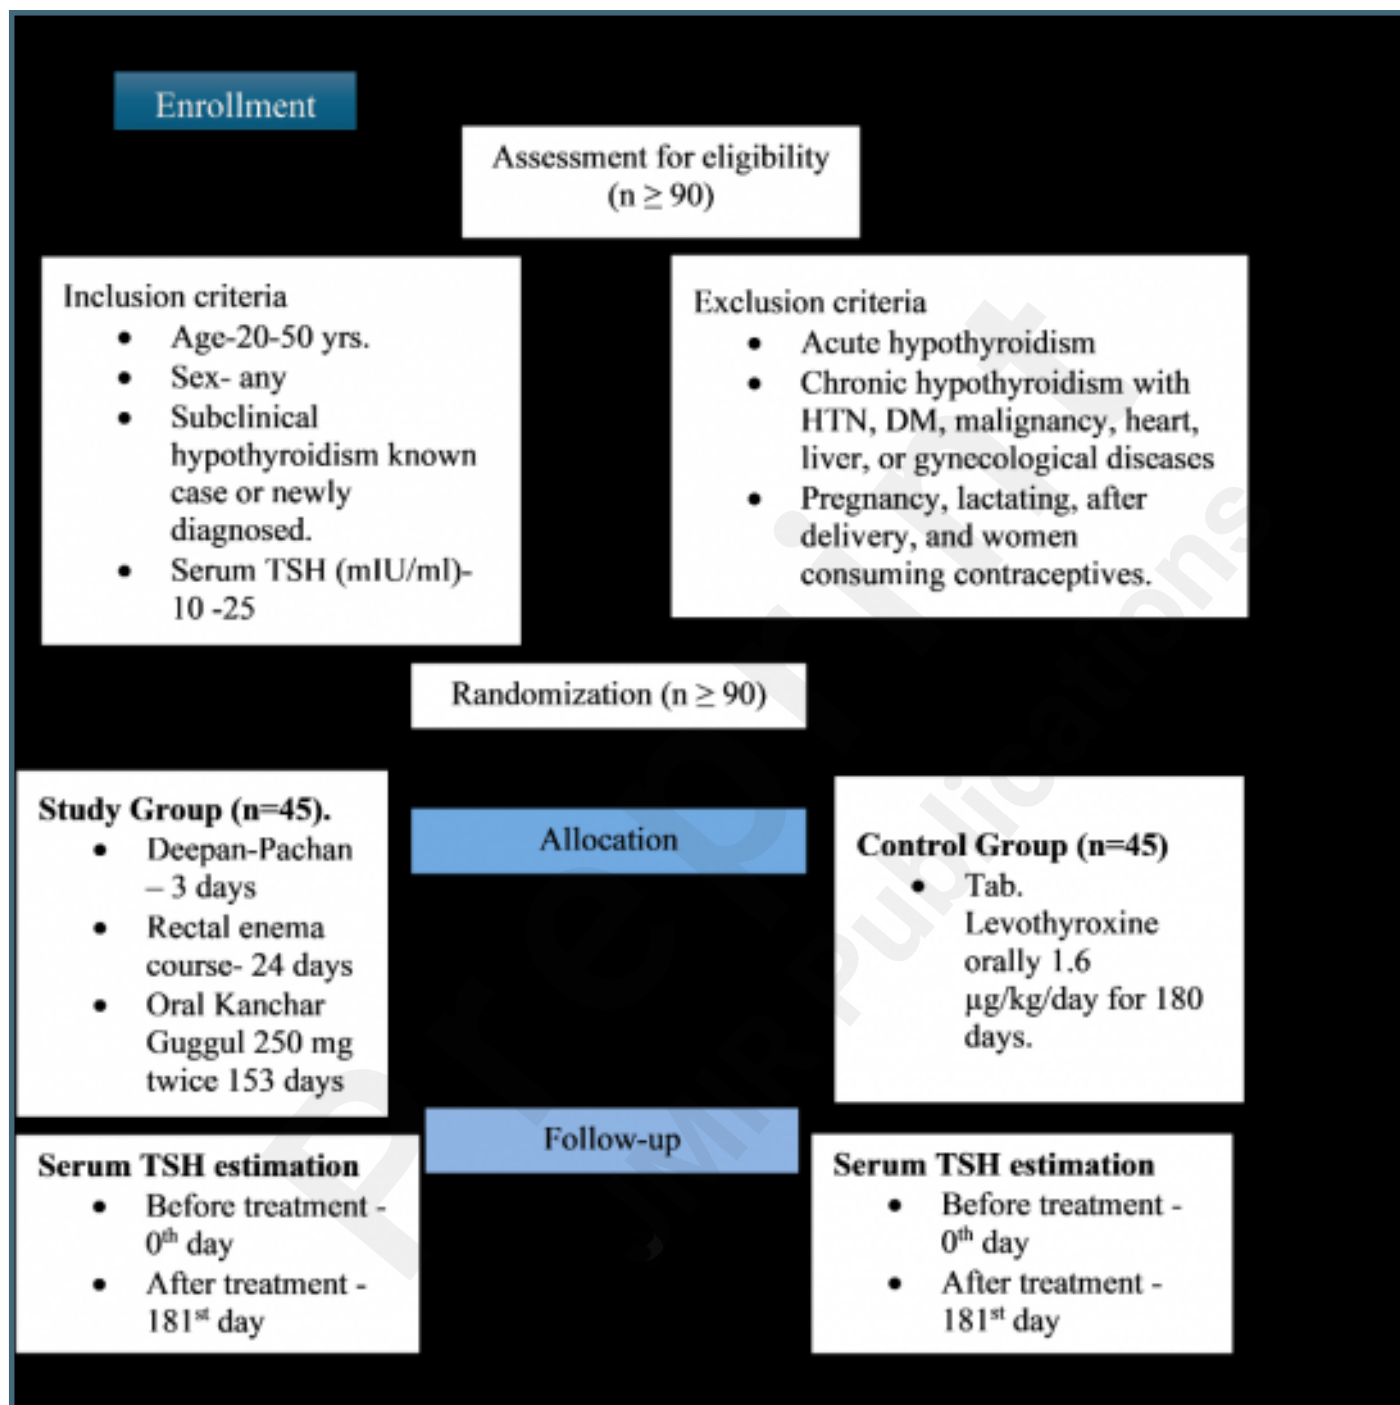 Enrollment
Assessment for eligibility
(n ≥ 90)
Inclusion criteria
• Age-20-50 yrs.
• Sex- any
• Subclinical
hypothyroidism known
case or newly
diagnosed.
• Serum TSH (mIU/ml)-
10 -25
Exclusion criteria
• Acute hypothyroidism
• Chronic hypothyroidism with
HTN, DM, malignancy, heart,
liver, or gynecological diseases
• Pregnancy, lactating, after
delivery, and women
consuming contraceptives.
Randomization (n ≥ 90)
Study Group (n=45).
• Deepan-Pachan
– 3 days
• Rectal enema
course- 24 days
• Oral Kanchar
Guggul 250 mg
twice 153 days
Allocation
Control Group (n=45)
• Tab.
Levothyroxine
orally 1.6
µg/kg/day for 180
days.
Follow-up
Serum TSH estimation
• Before treatment -
0th day
• After treatment -
181st day
Serum TSH estimation
• Before treatment -
0th day
• After treatment -
181st day
Preprint
JMIR Publications